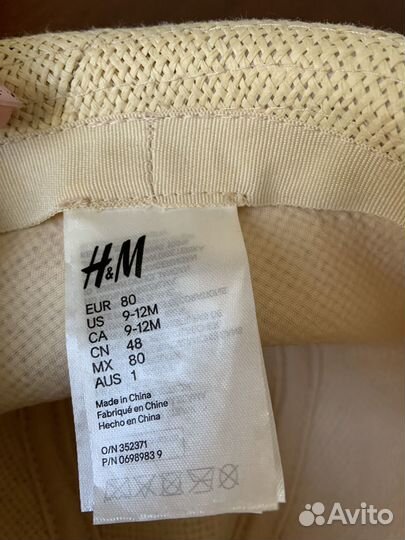 H&M
EUR 80
US 9-12M
CA 9-12M
CN 48
MX 80
AUS 1
Made in China
Fabriqué en Chine
Hecho en China
O/N 352371
P/N 0698983 9
Avito